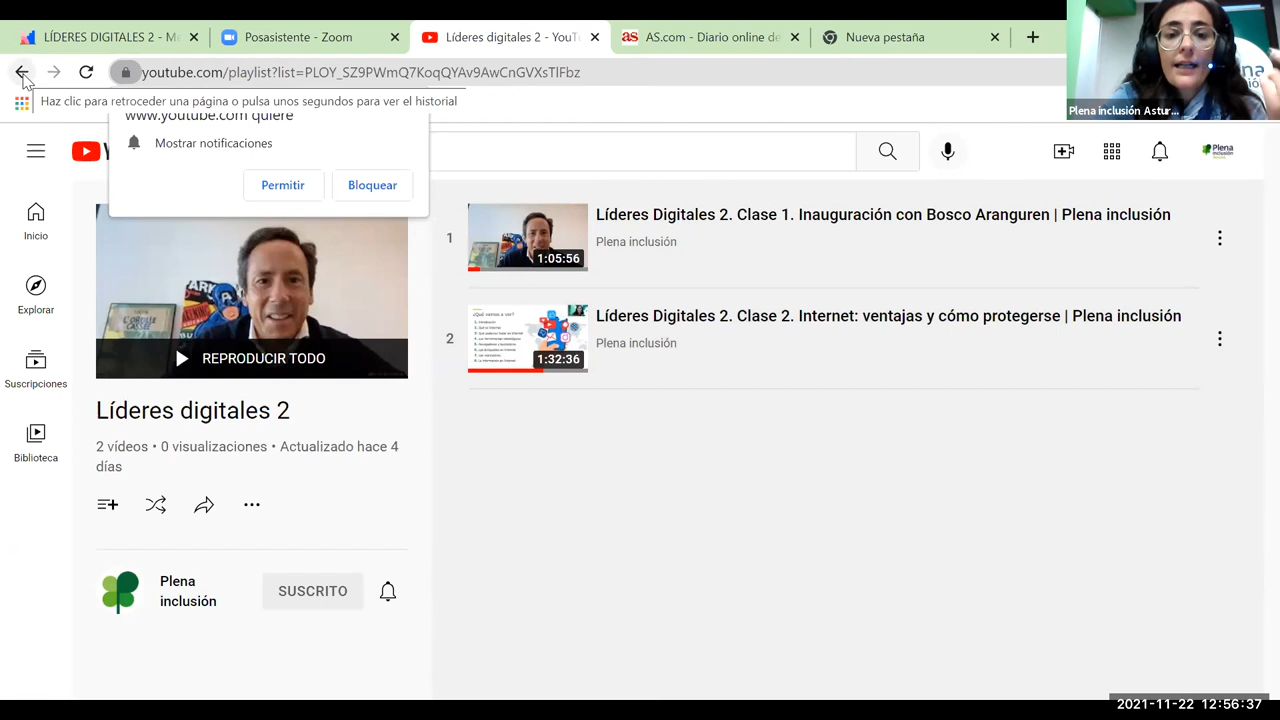 LÍDERES DIGITALES 2 - M
Posasistente - Zoom
Líderes digitales 2 - YouT
AS.com - Diario online de
Nueva pestaña
youtube.com/playlist?list=PLOY_SZ9PWmQ7KoqQYAv9AwCnGVXsTlFbz
Haz clic para retroceder una página o pulsa unos segundos para ver el historial
Plena inclusión Astur...
www.youtube.com quiere
Mostrar notificaciones
Permitir
Bloquear
Inicio
Explorar
Suscripciones
Biblioteca
REPRODUCIR TODO
Líderes digitales 2
2 vídeos • 0 visualizaciones • Actualizado hace 4
días
Plena
inclusión
SUSCRITO
1
1:05:56
Líderes Digitales 2. Clase 1. Inauguración con Bosco Aranguren | Plena inclusión
Plena inclusión
2
¿Qué vamos a ver?
1:32:36
Líderes Digitales 2. Clase 2. Internet: ventajas y cómo protegerse | Plena inclusión
Plena inclusión
2021-11-22 12:56:37